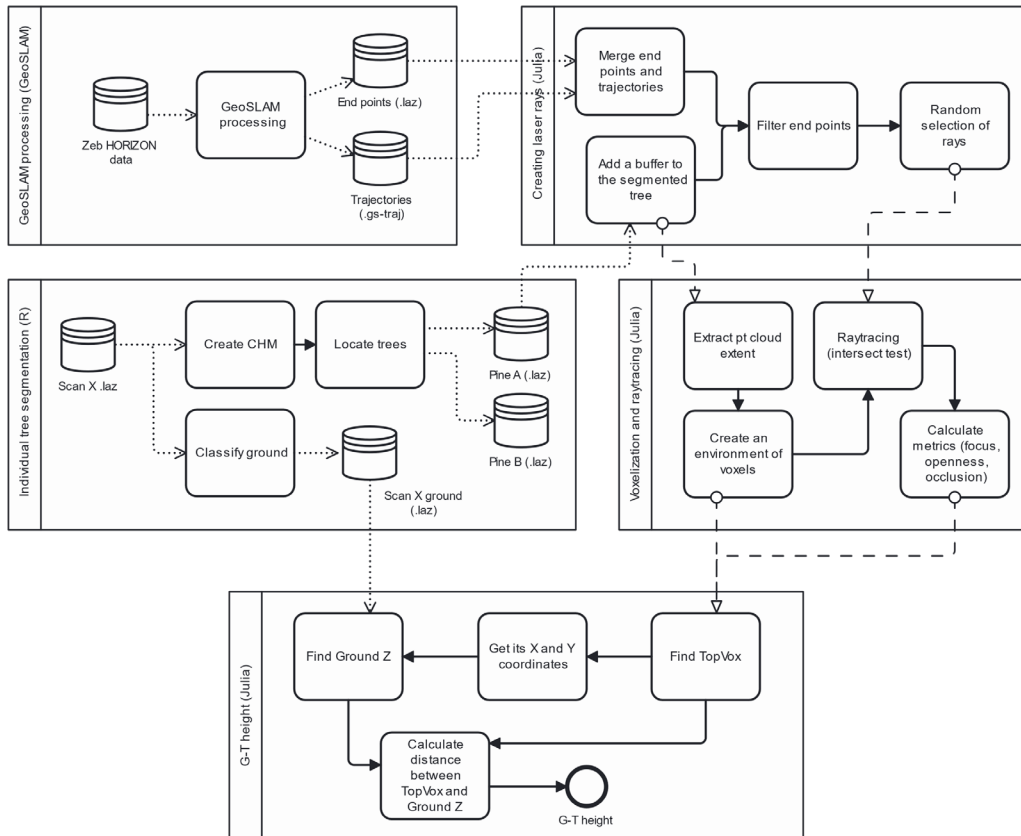 GeoSLAM processing (GeoSLAM)
Zeb HORIZON
data
GeoSLAM
processing
End points (.laz)
Trajectories
(.gs-traj)
Creating laser rays (Julia)
Merge end
points and
trajectories
Add a buffer to
the segmented
tree
Filter end points
Random
selection of
rays
Individual tree segmentation (R)
Scan X .laz
Create CHM
Locate trees
Pine A (.laz)
Pine B (.laz)
Classify ground
Scan X ground
(.laz)
Voxelization and raytracing (Julia)
Extract pt cloud
extent
Raytracing
(intersect test)
Create an
environment of
voxels
Calculate
metrics (focus,
openness,
occlusion)
G-T height (Julia)
Find Ground Z
Get its X and Y
coordinates
Find TopVox
Calculate
distance
between
TopVox and
Ground Z
G-T height